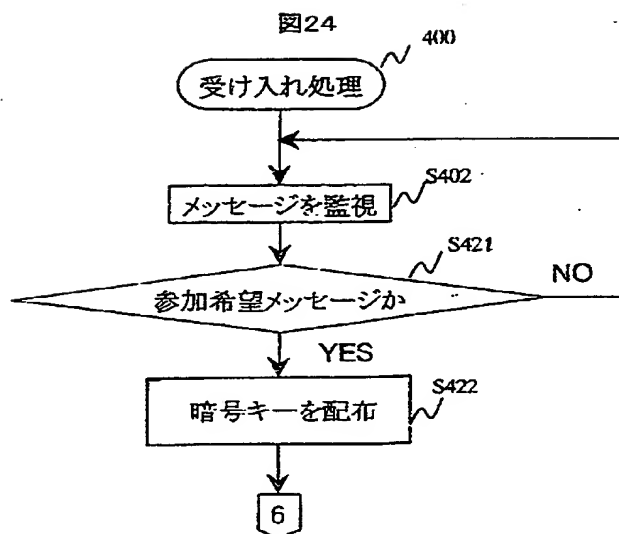 図24
400
受け入れ処理
S402
メッセージを監視
S421
参加希望メッセージか
NO
YES
S422
暗号キーを配布
6